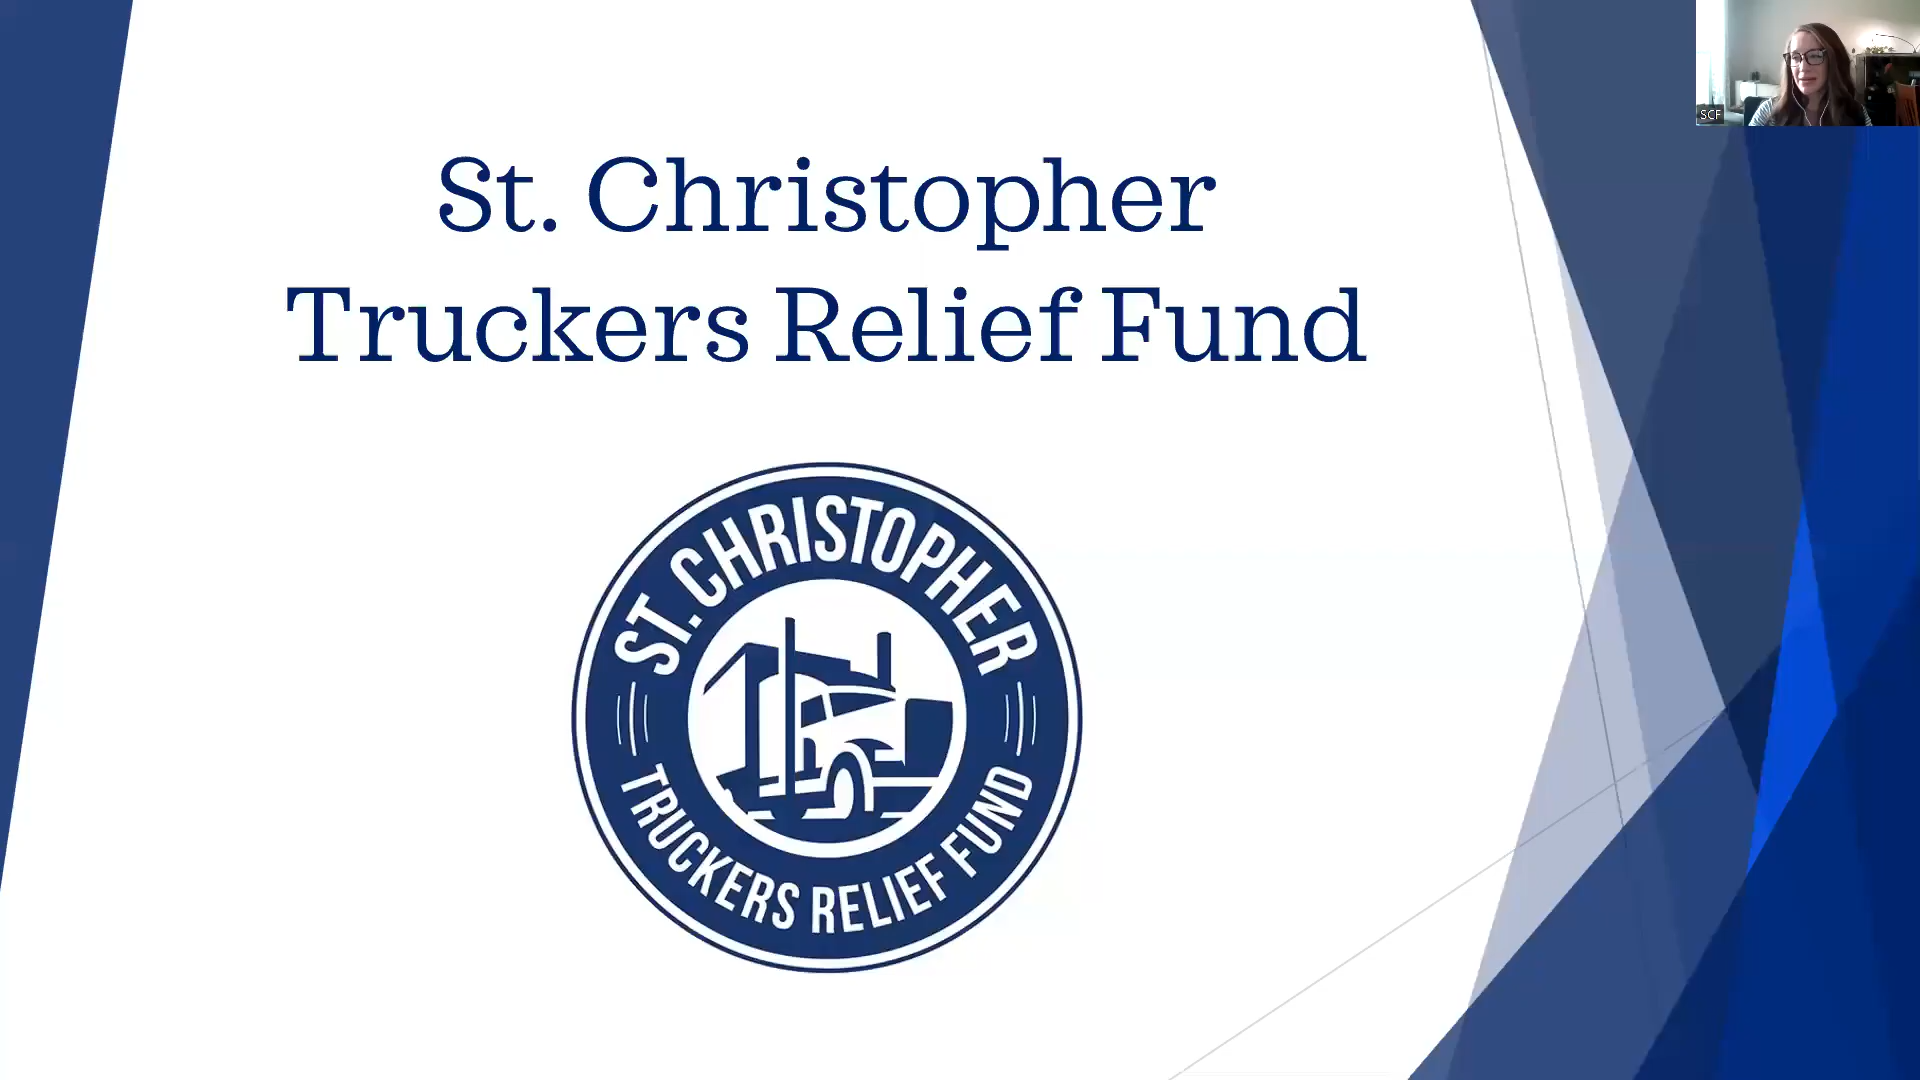 St. Christopher
Truckers Relief Fund
ST. CHRISTOPHER
TRUCKERS RELIEF FUND
SCF